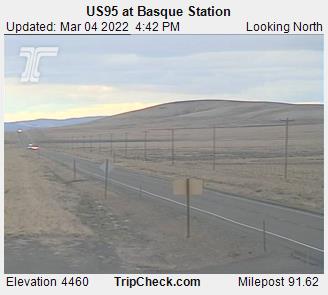 US95 at Basque Station
Updated: Mar 04 2022 4:42 PM Looking North
Elevation 4460 TripCheck.com Milepost 91.62